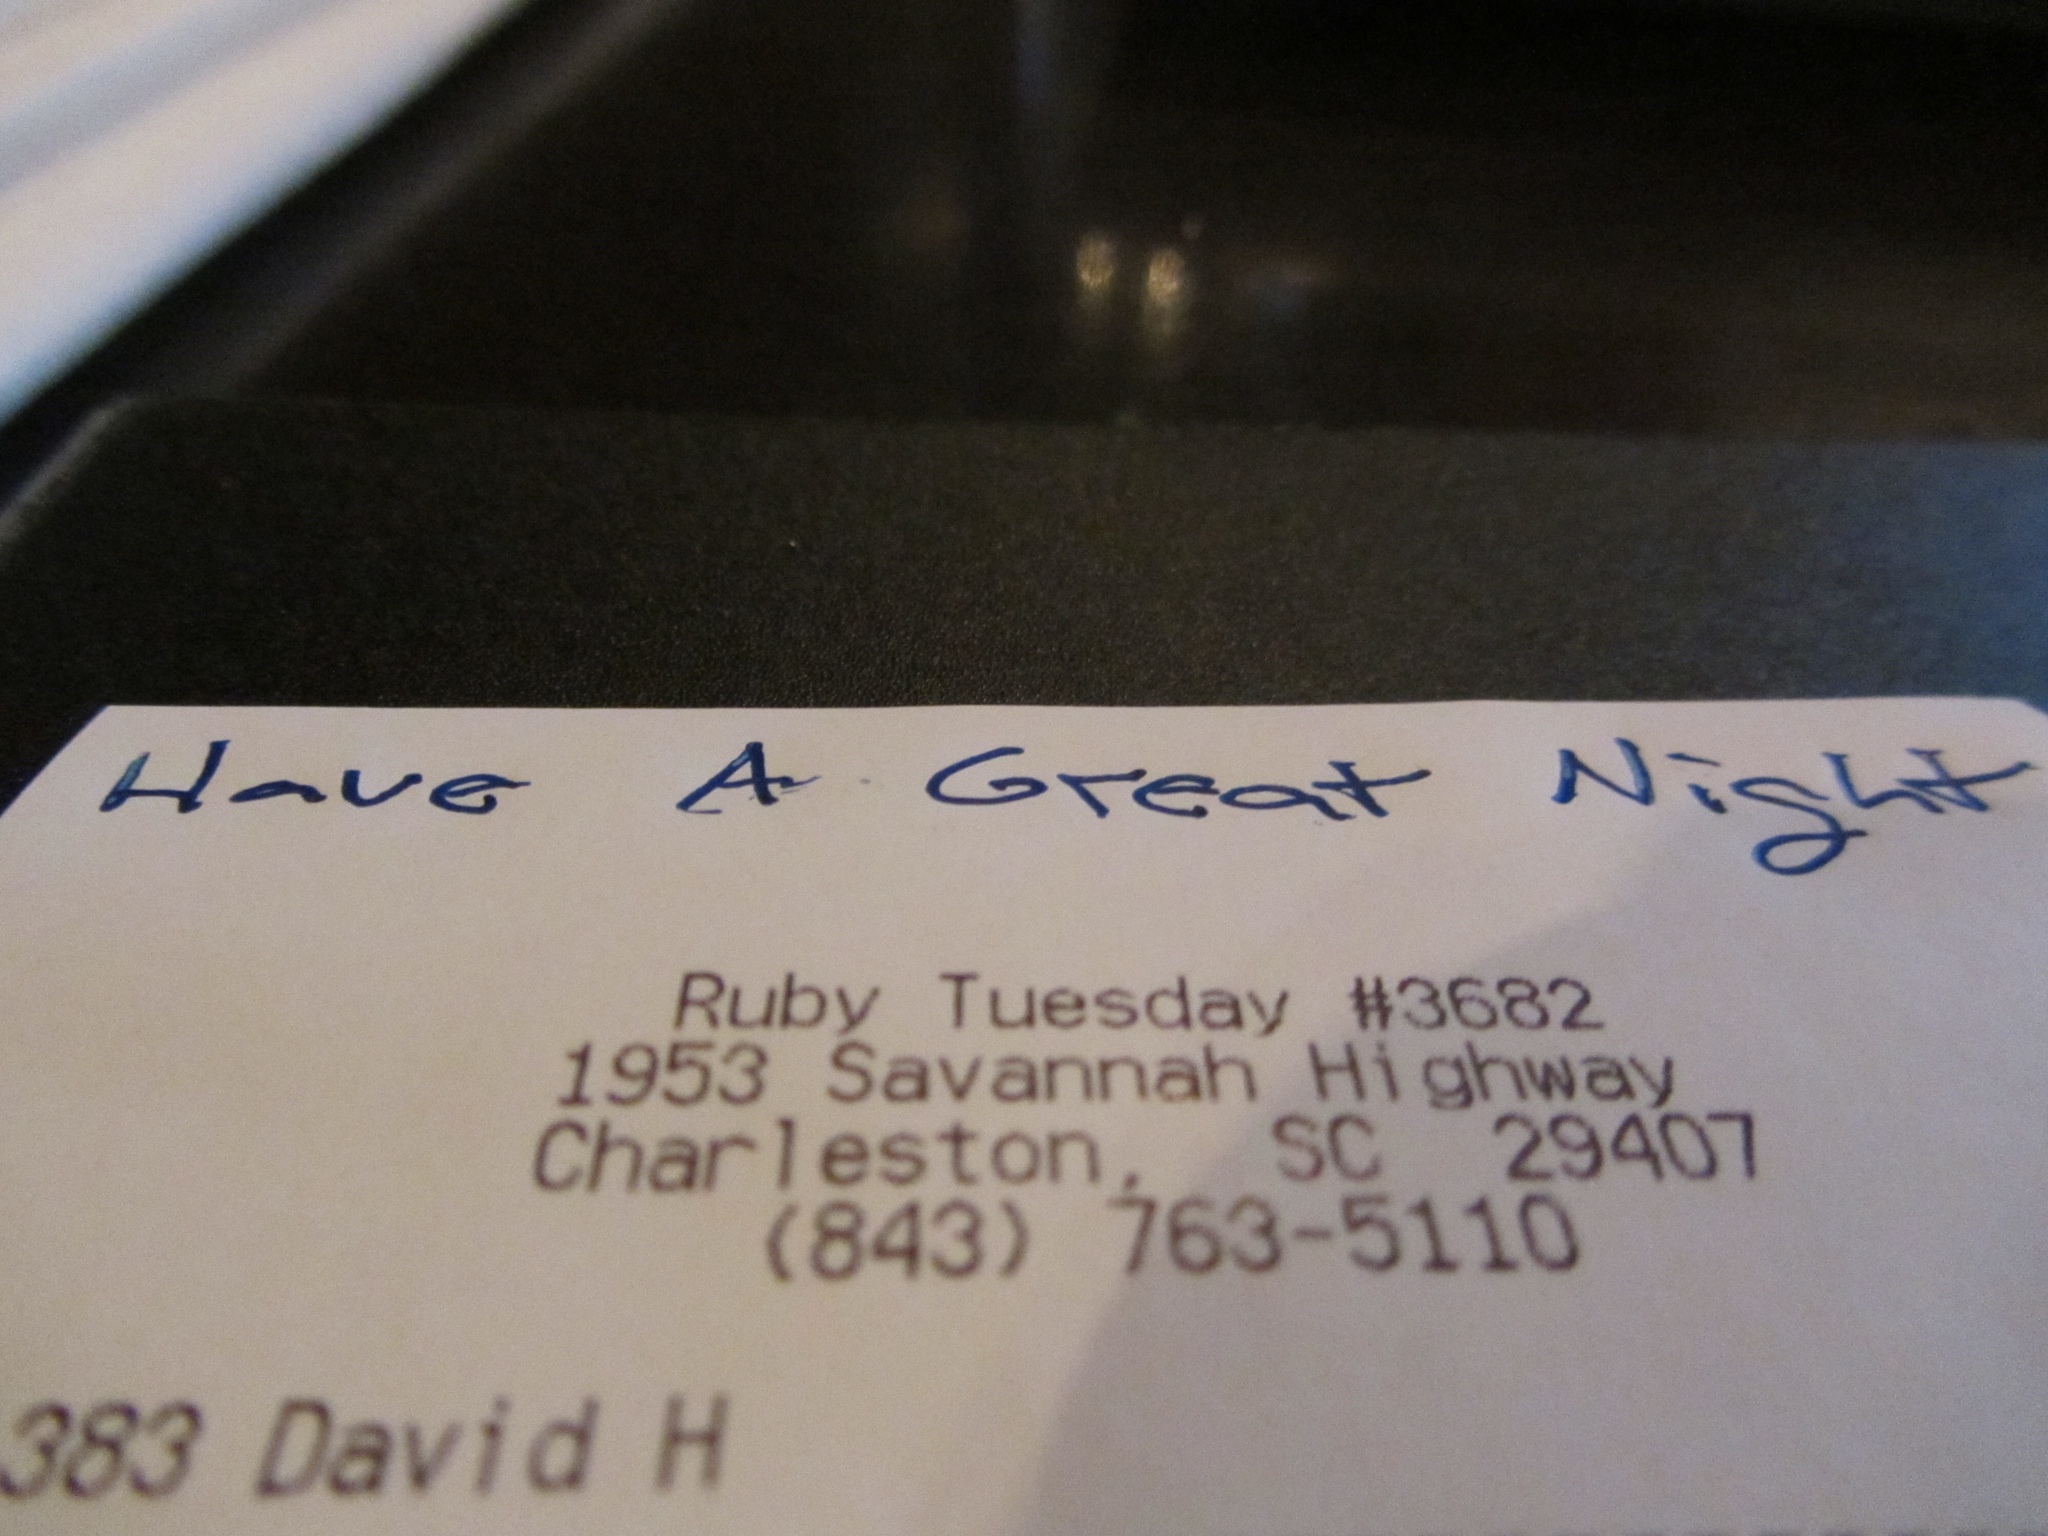 Have A Great Night
Ruby Tuesday #3682
1953 Savannah Highway
Charleston, SC 29407
(843) 763-5110
383 David H